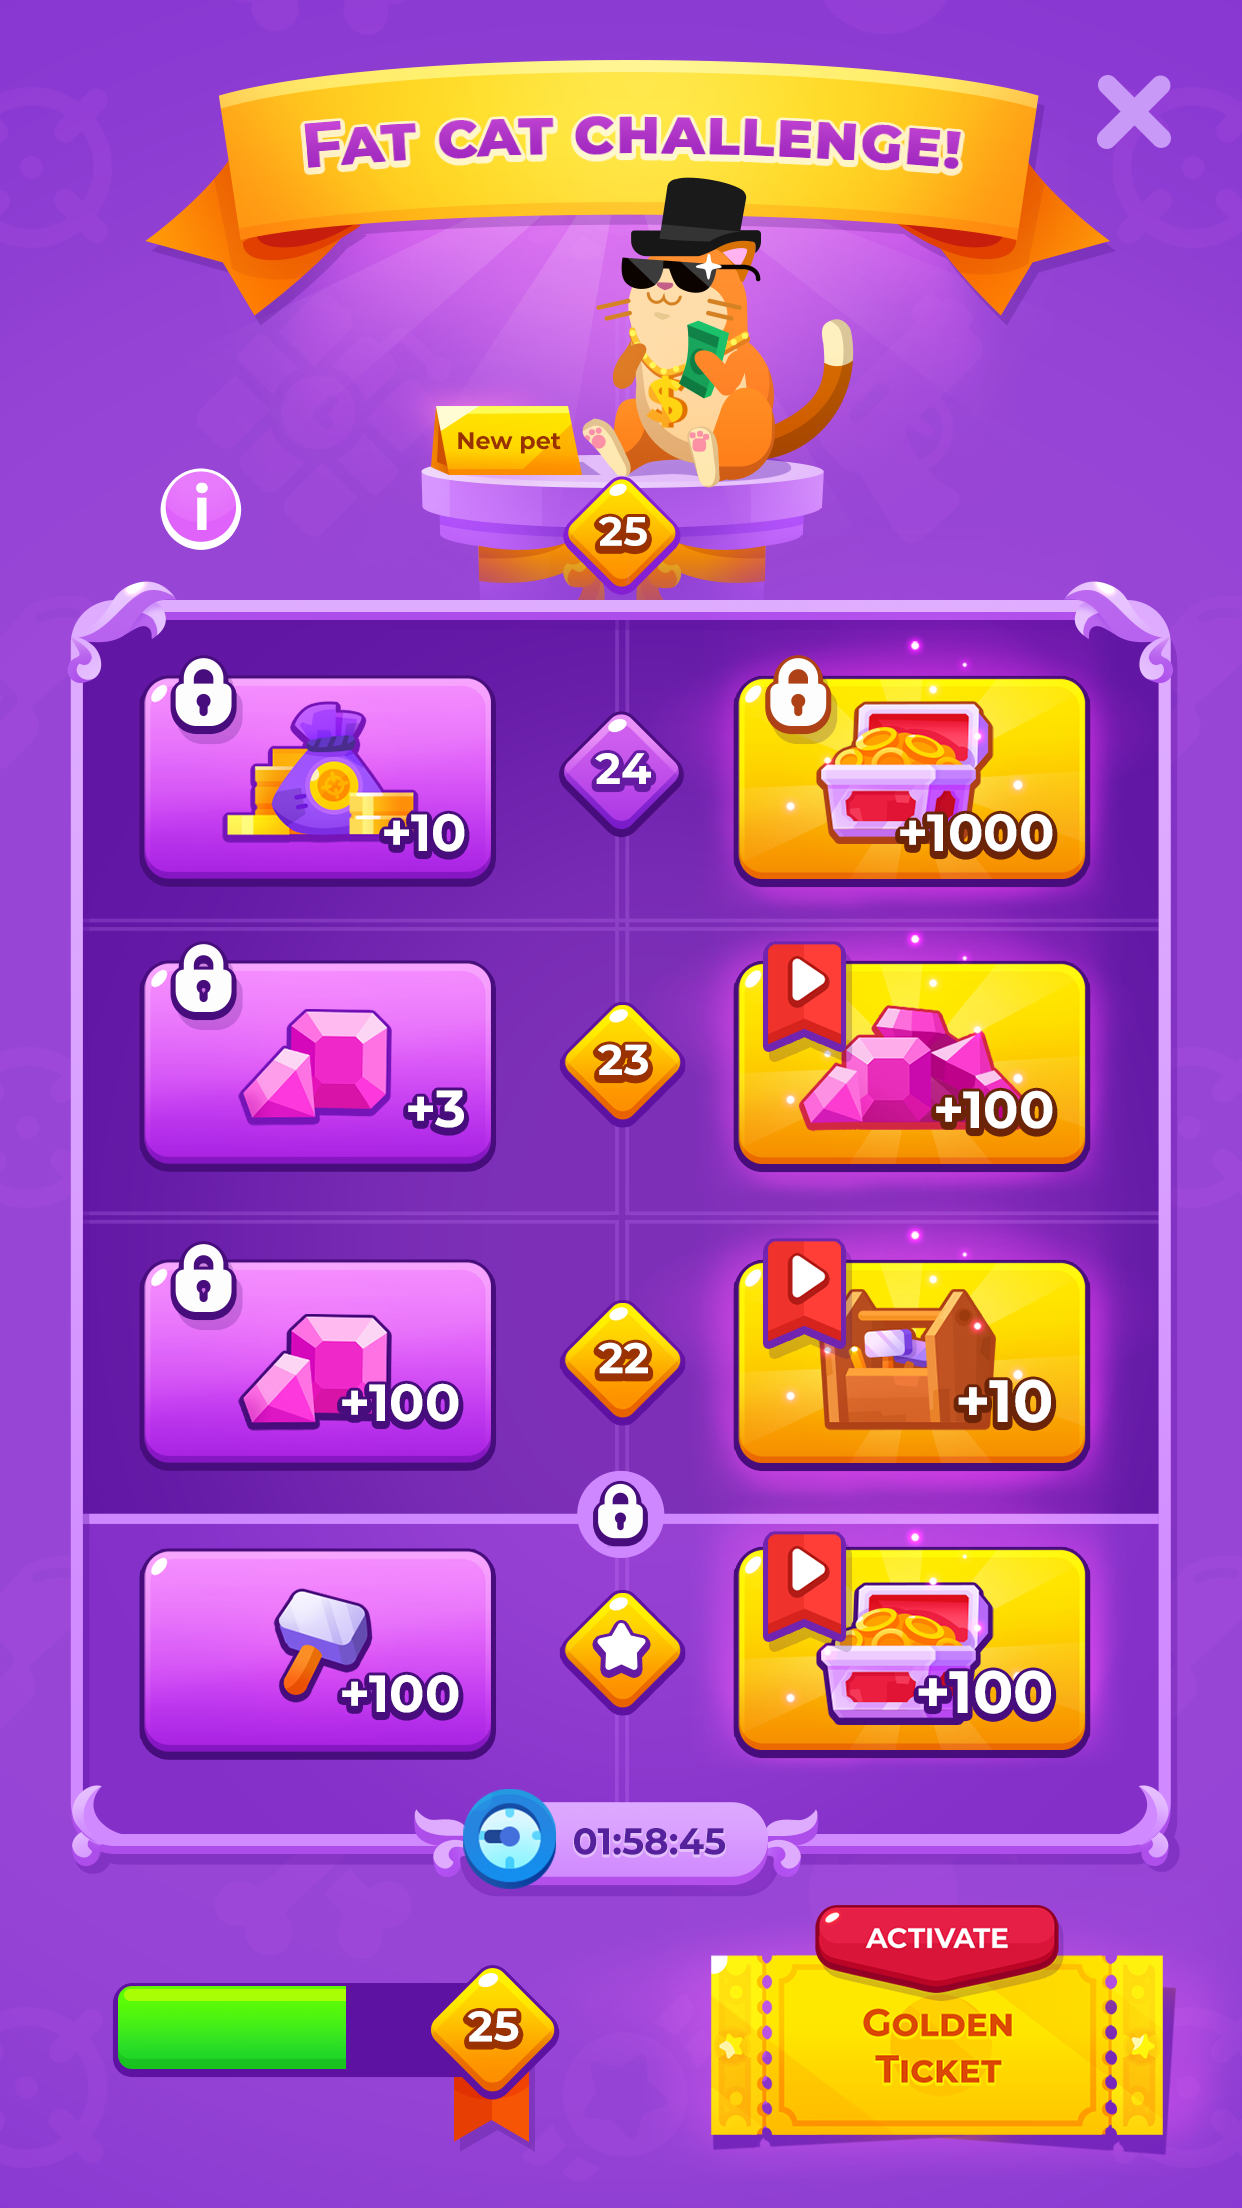 FAT CAT CHALLENGE!
New pet
25
+10
24
+1000
+3
23
+100
+100
22
+10
+100
+100
01:58:45
ACTIVATE
25
GOLDEN
TICKET